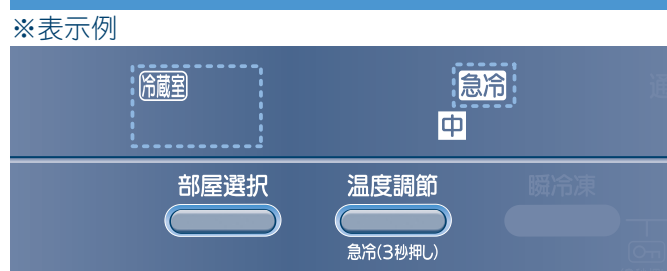 ※表示例
冷蔵室
急冷
中
部屋選択
温度調節
瞬冷凍
急冷(3秒押し)